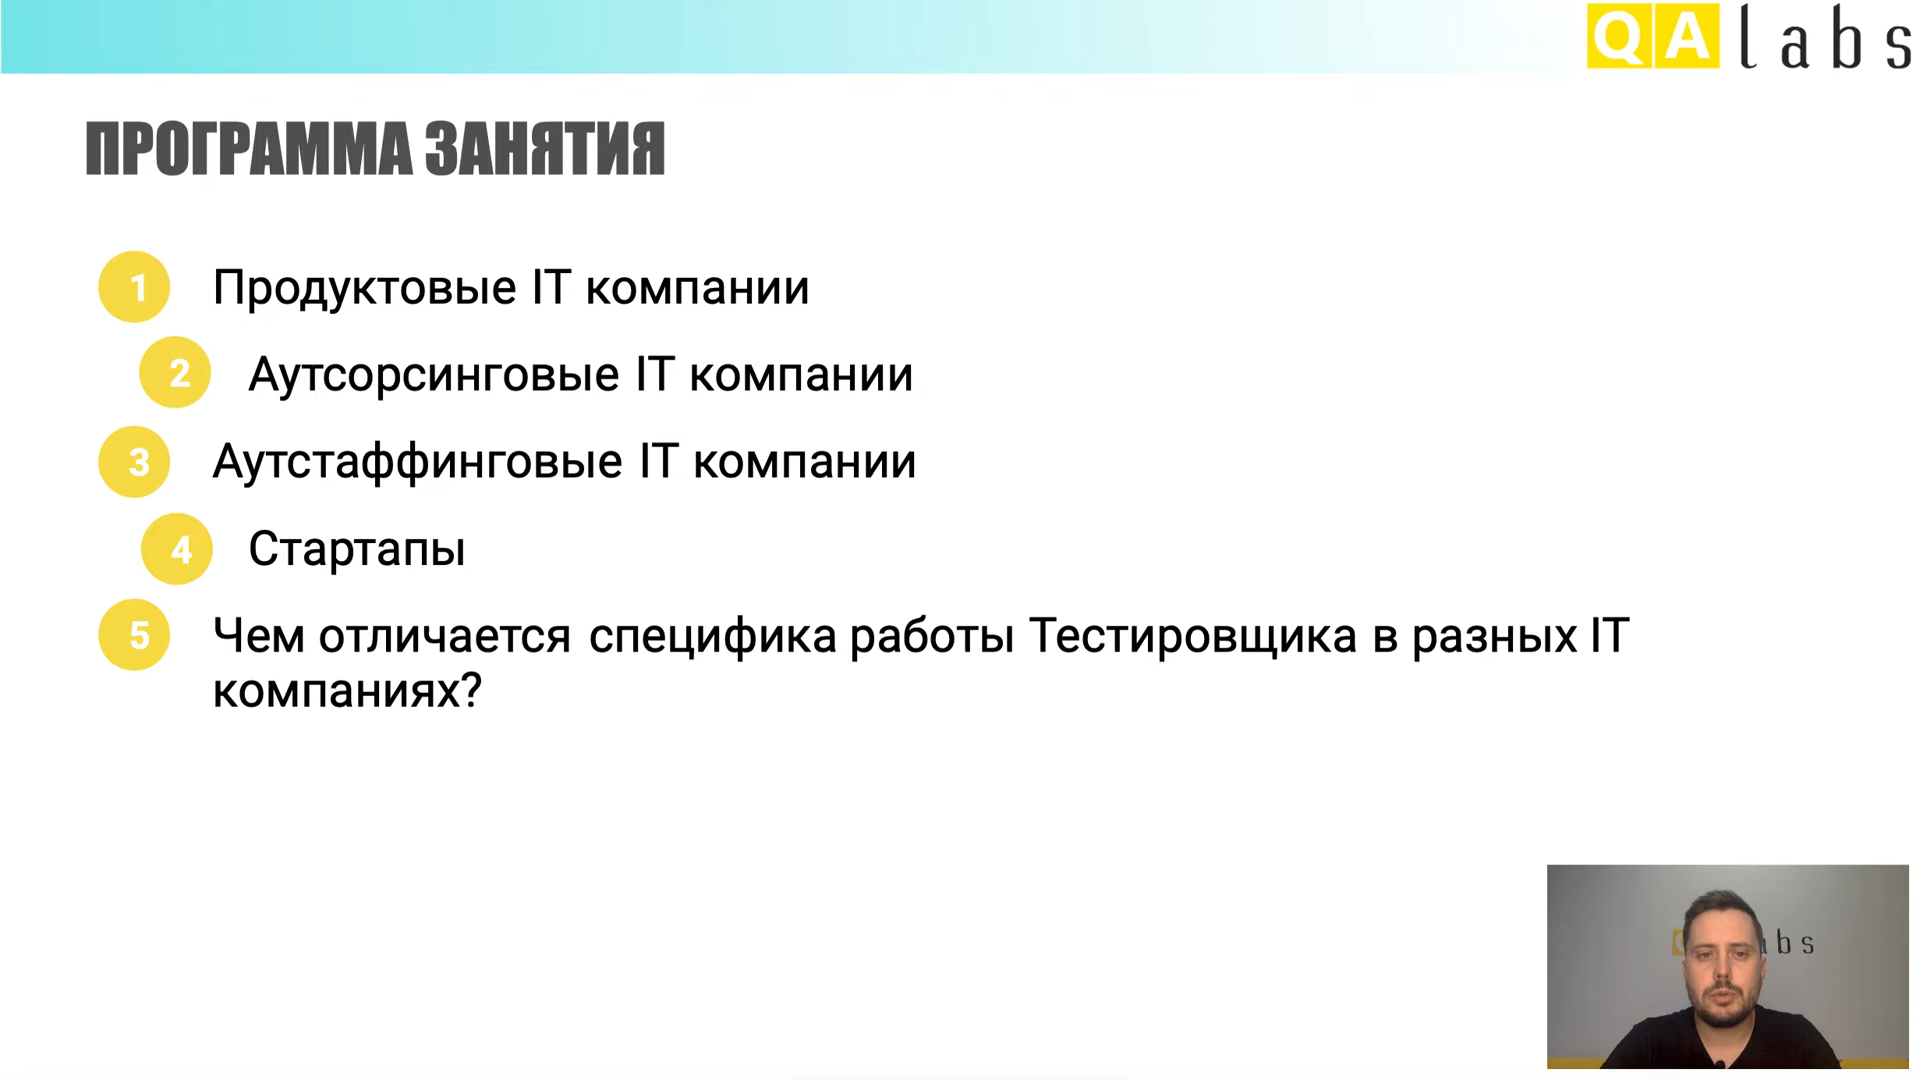 QA labs
ПРОГРАММА ЗАНЯТИЯ
1 Продуктовые IT компании
2 Аутсорсинговые IT компании
3 Аутстаффинговые IT компании
4 Стартапы
5 Чем отличается специфика работы Тестировщика в разных IT
компаниях?
bs